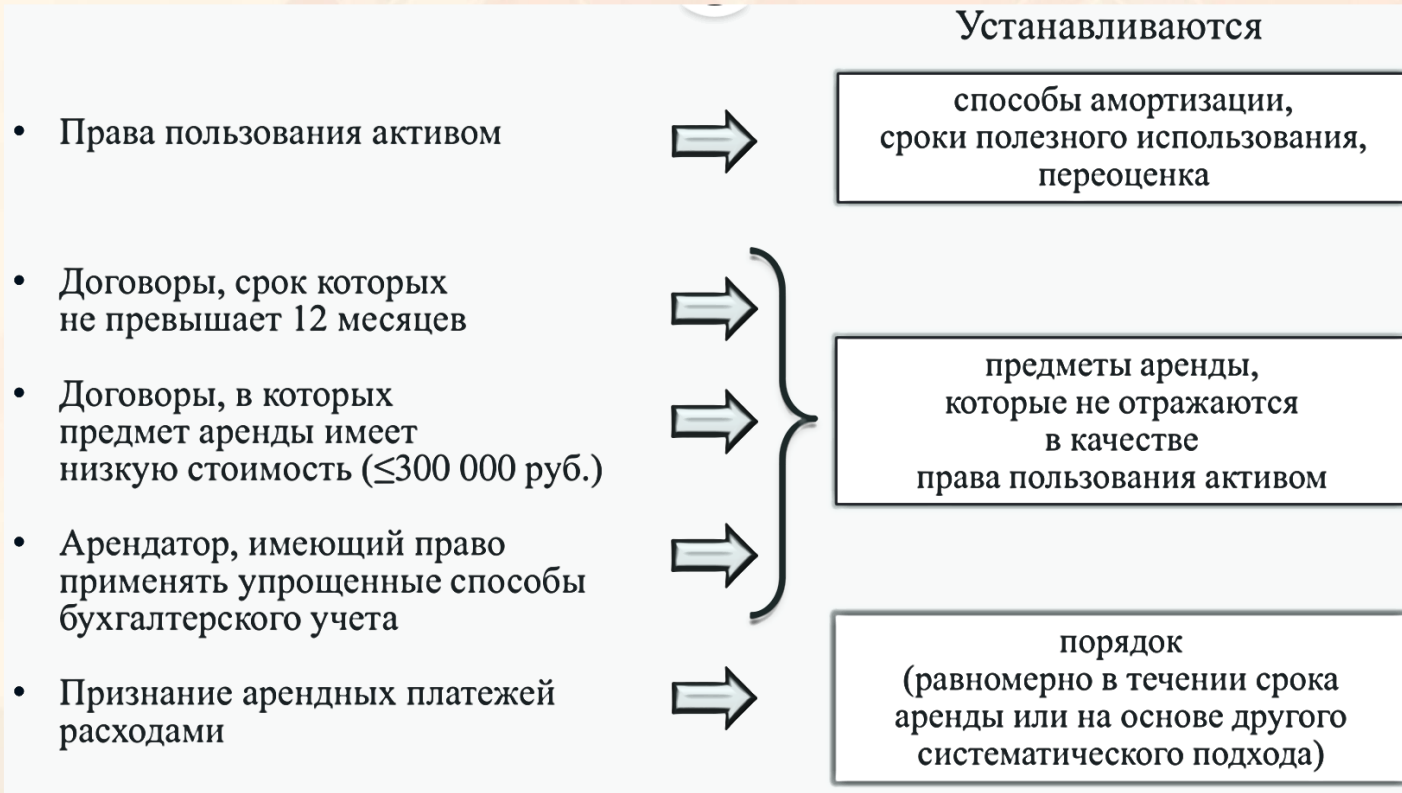 Устанавливаются
• Права пользования активом
способы амортизации,
сроки полезного использования,
переоценка
• Договоры, срок которых
не превышает 12 месяцев
• Договоры, в которых
предмет аренды имеет
низкую стоимость (≤300 000 руб.)
• Арендатор, имеющий право
применять упрощенные способы
бухгалтерского учета
предметы аренды,
которые не отражаются
в качестве
права пользования активом
• Признание арендных платежей
расходами
порядок
(равномерно в течении срока
аренды или на основе другого
систематического подхода)